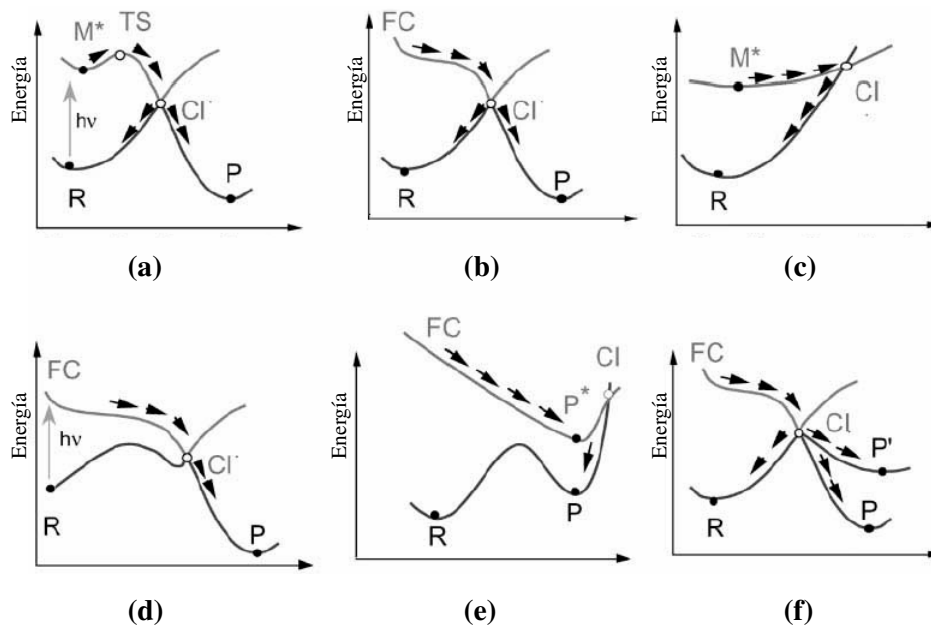 M* TS
Energía
hν
CI
R
P
(a)
FC
Energía
CI
R
P
(b)
Energía
M*
CI
R
(c)
Energía
FC
hν
CI
R
P
(d)
Energía
FC
CI
P*
R
P
(e)
Energía
FC
CI
P'
R
P
(f)